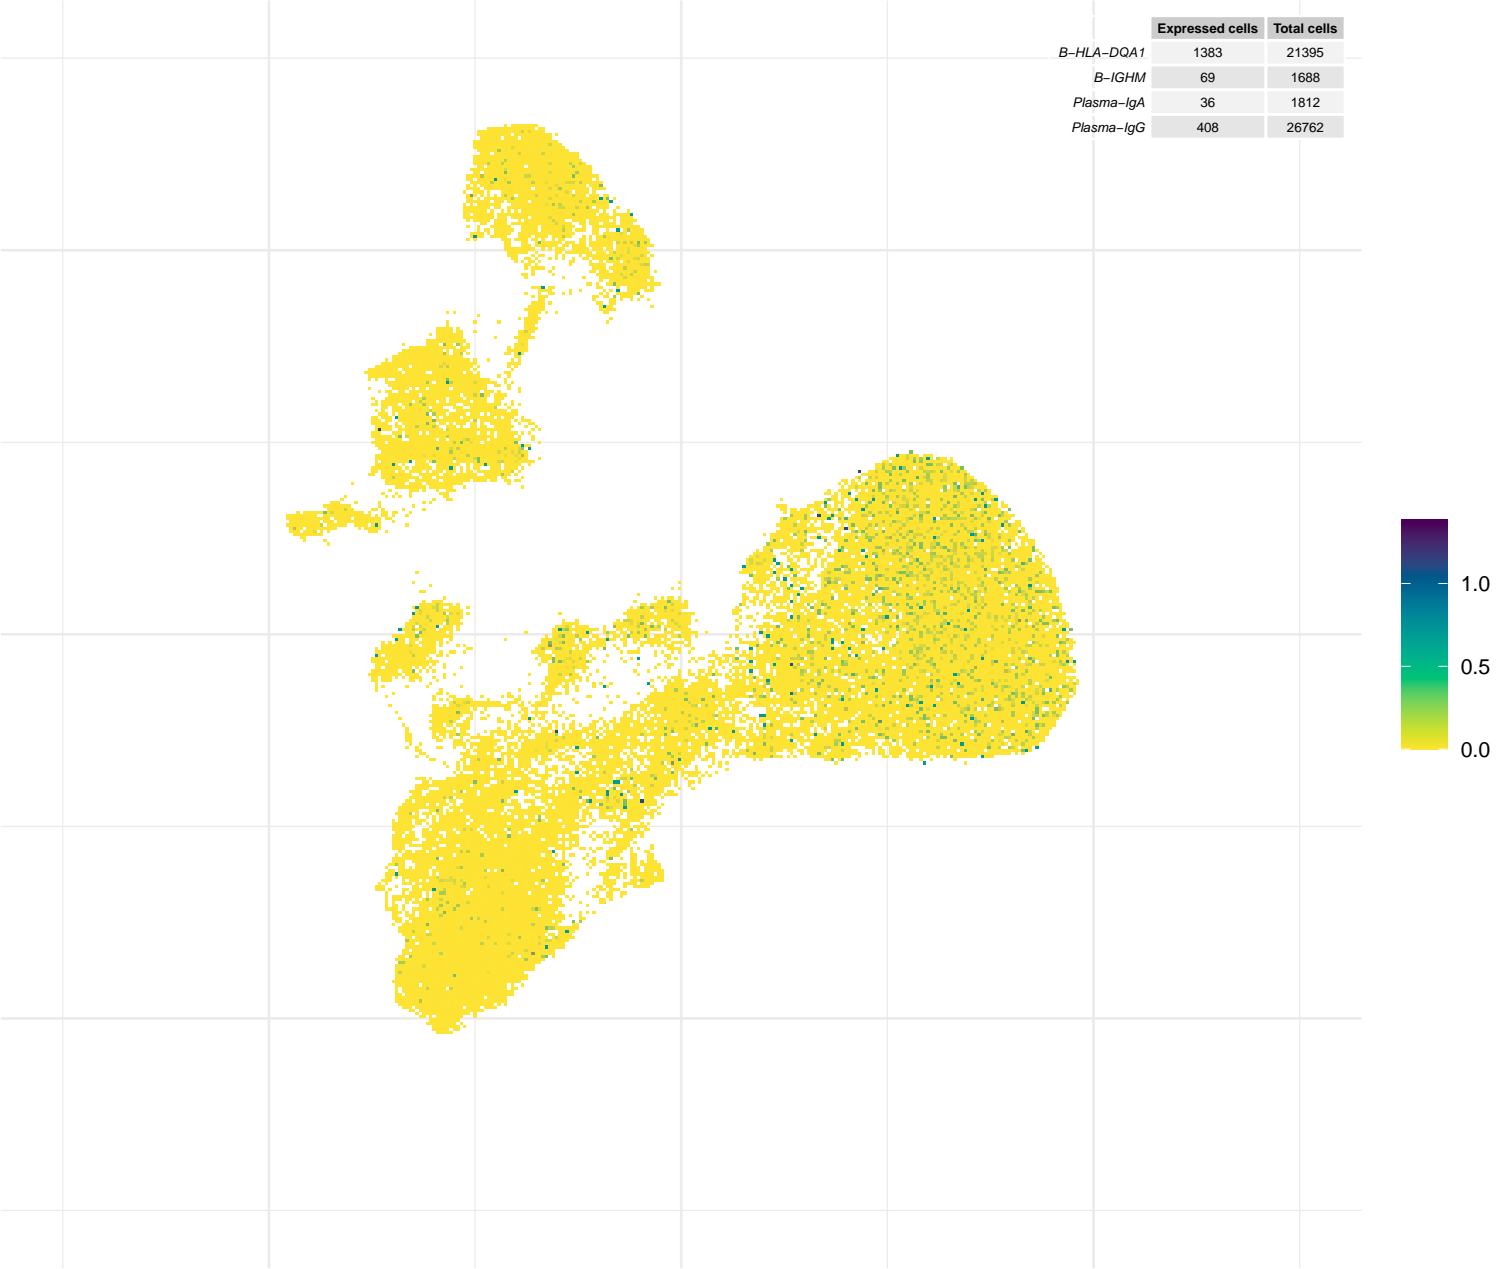 Expressed cells Total cells
B−HLA−DQA1 1383 21395
B−IGHM 69 1688
Plasma−IgA 36 1812
Plasma−IgG 408 26762
1.0
0.5
0.0